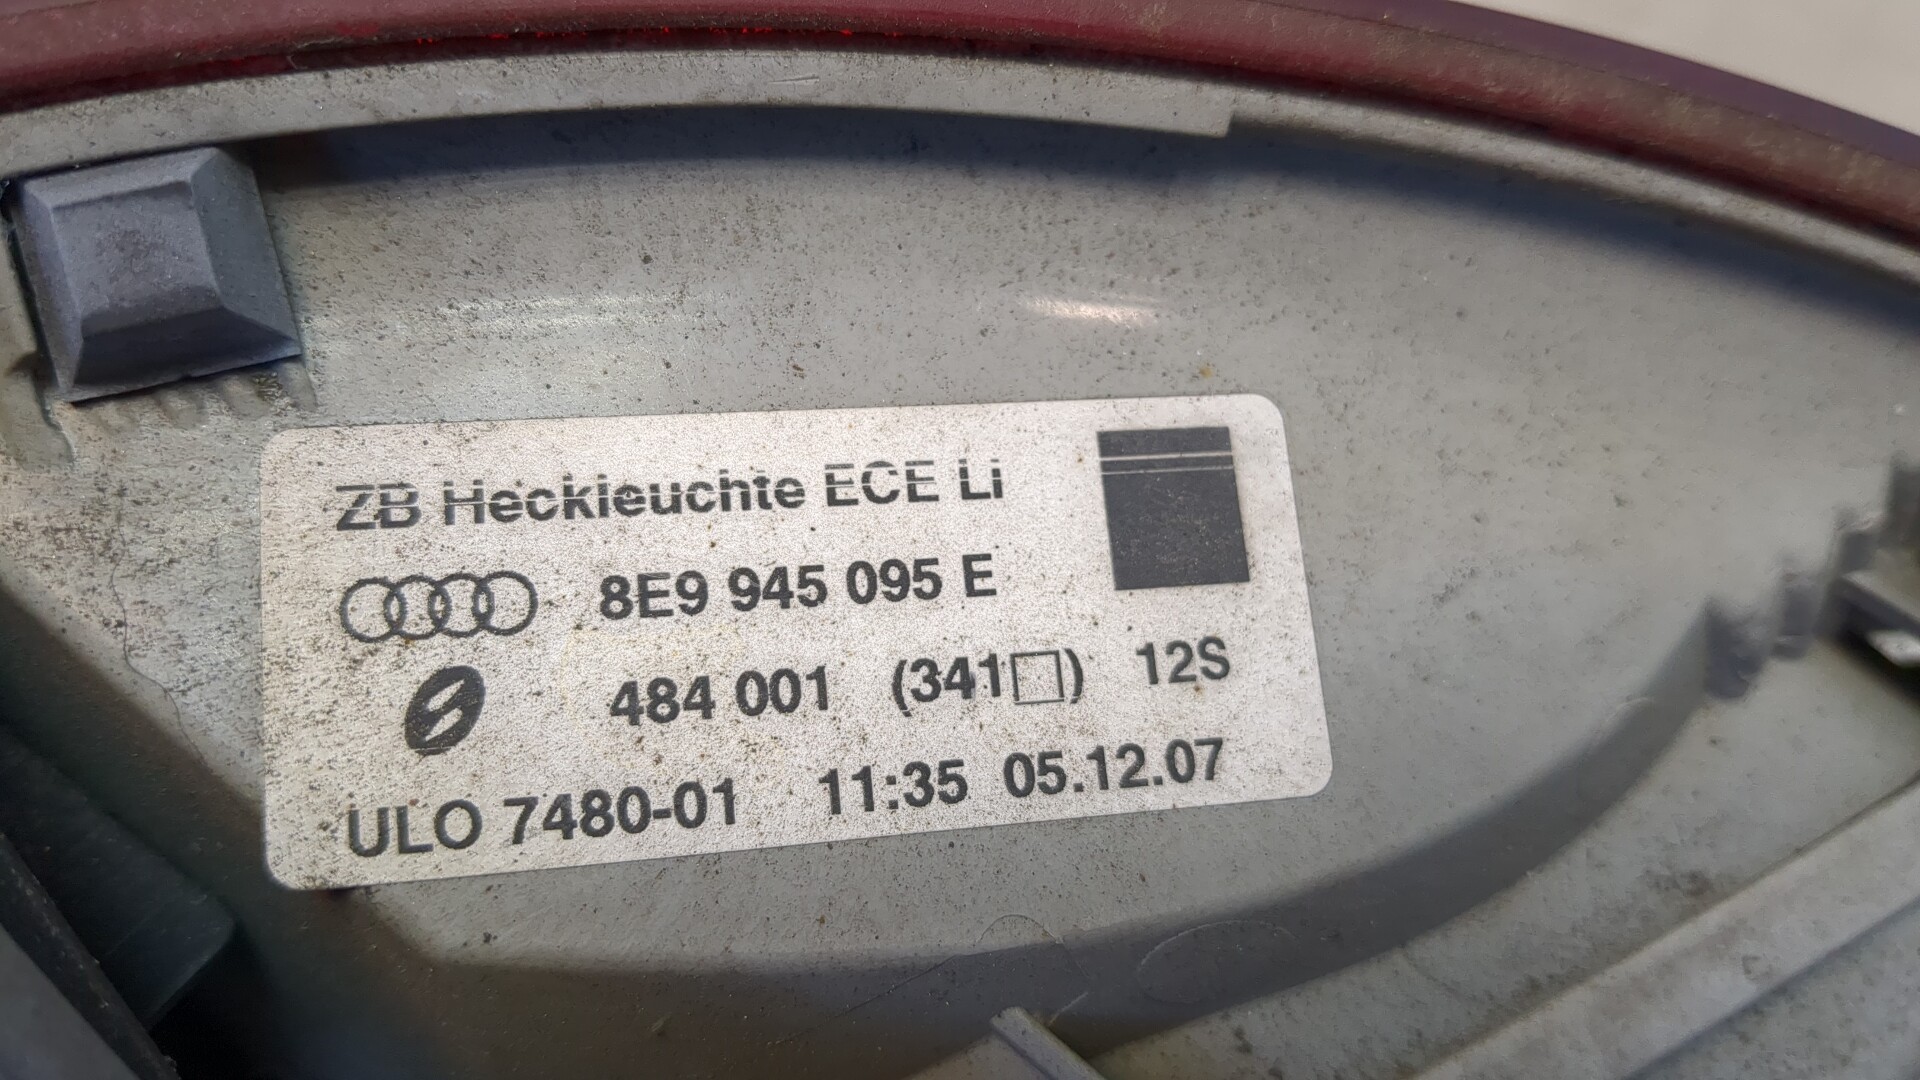 ZB Heckleuchte ECE Li
8E9 945 095 E
484 001 (341□) 12S
ULO 7480-01 11:35 05.12.07